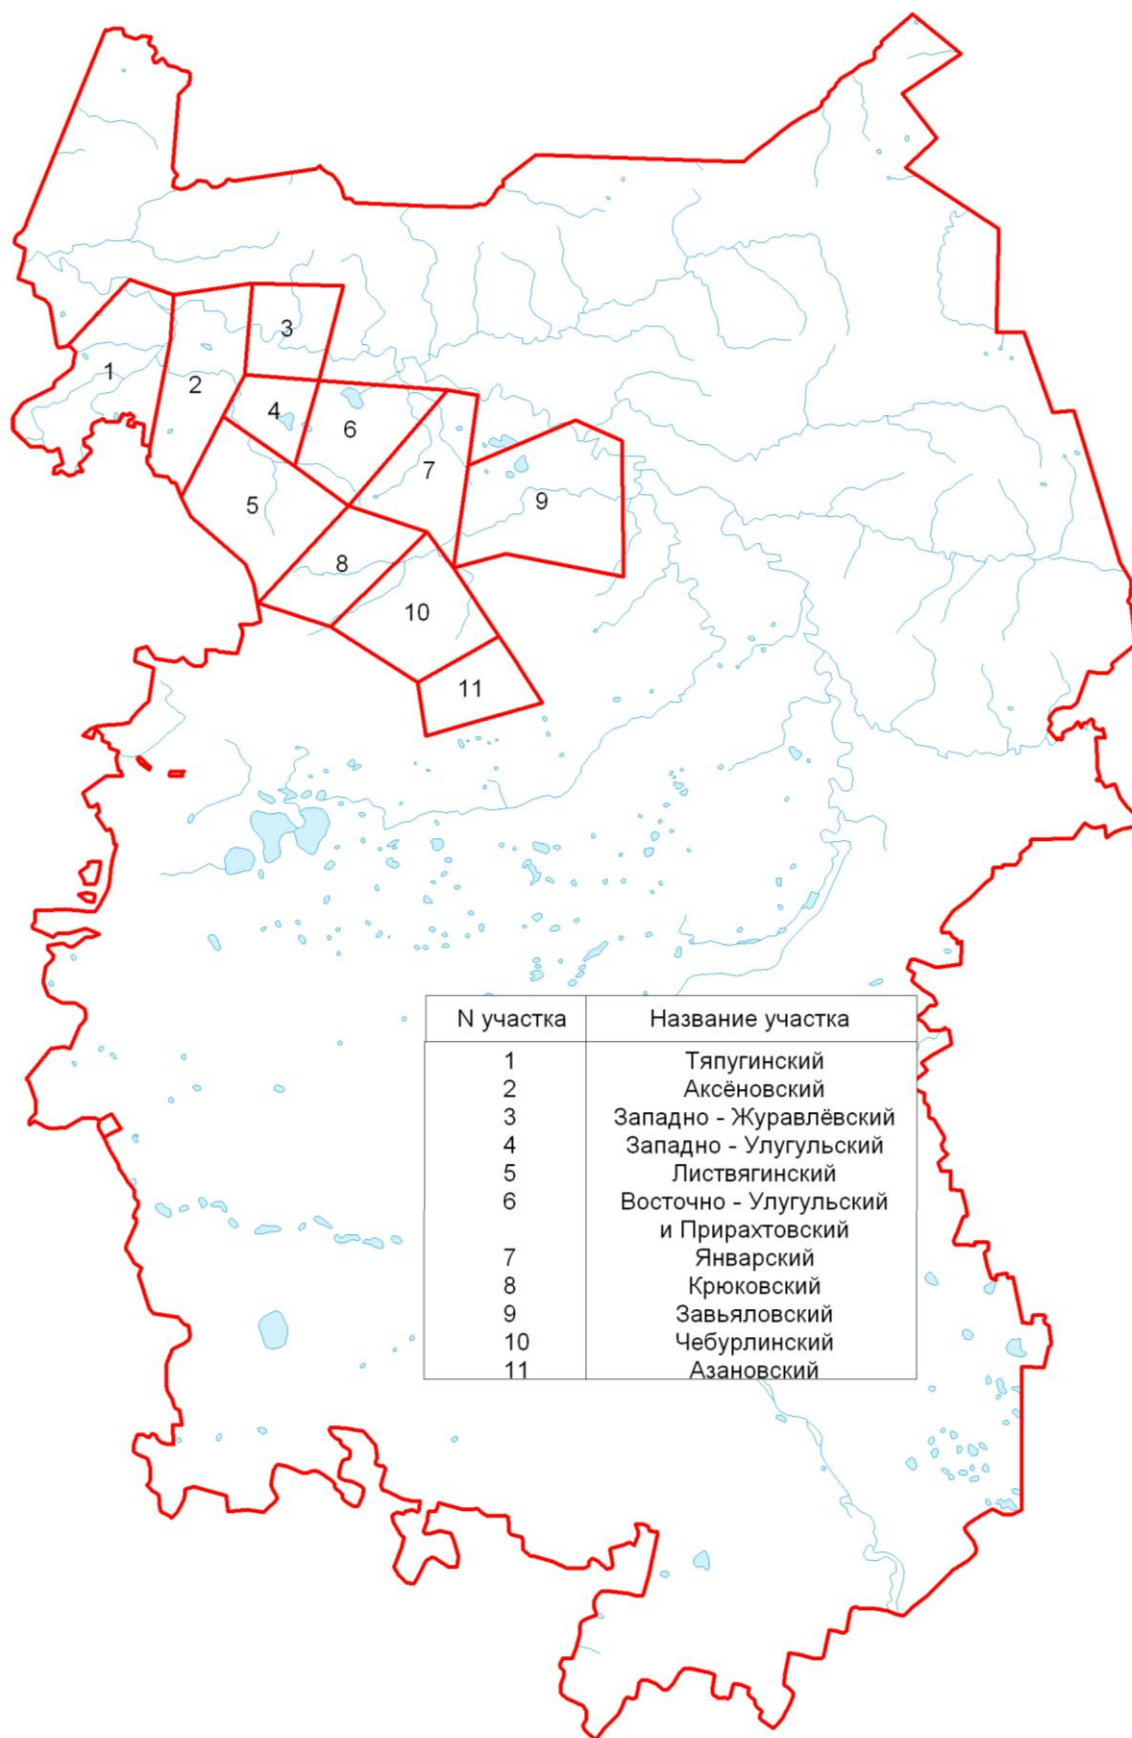 3
1
2
4
6
7
5
9
8
10
11
N участка Название участка
1 Тяпугинский
2 Аксёновский
3 Западно - Журавлёвский
4 Западно - Улугульский
5 Листвягинский
6 Восточно - Улугульский
и Прирахтовский
7 Январский
8 Крюковский
9 Завьяловский
10 Чебурлинский
11 Азановский